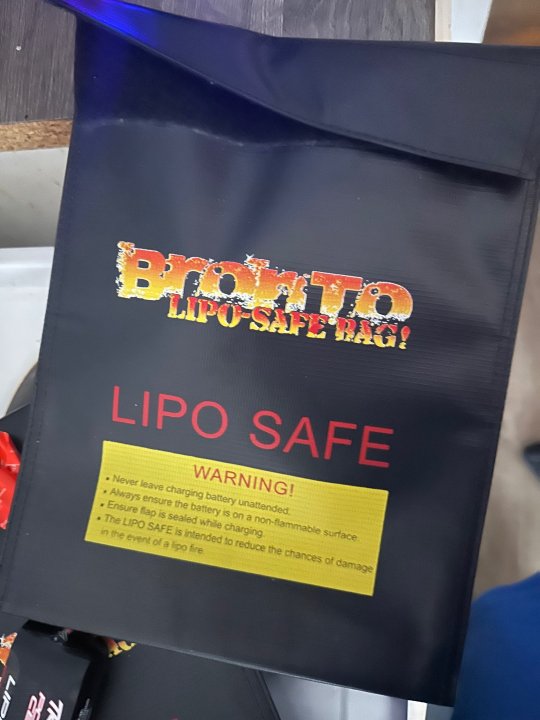 BronTo
LIPO-SAFE BAG!
LIPO SAFE
WARNING!
• Never leave charging battery unattended.
• Always ensure the battery is on a non-flammable surface.
• Ensure flap is sealed while charging.
• The LIPO SAFE is intended to reduce the chances of damage
in the event of a lipo fire.
LIPO